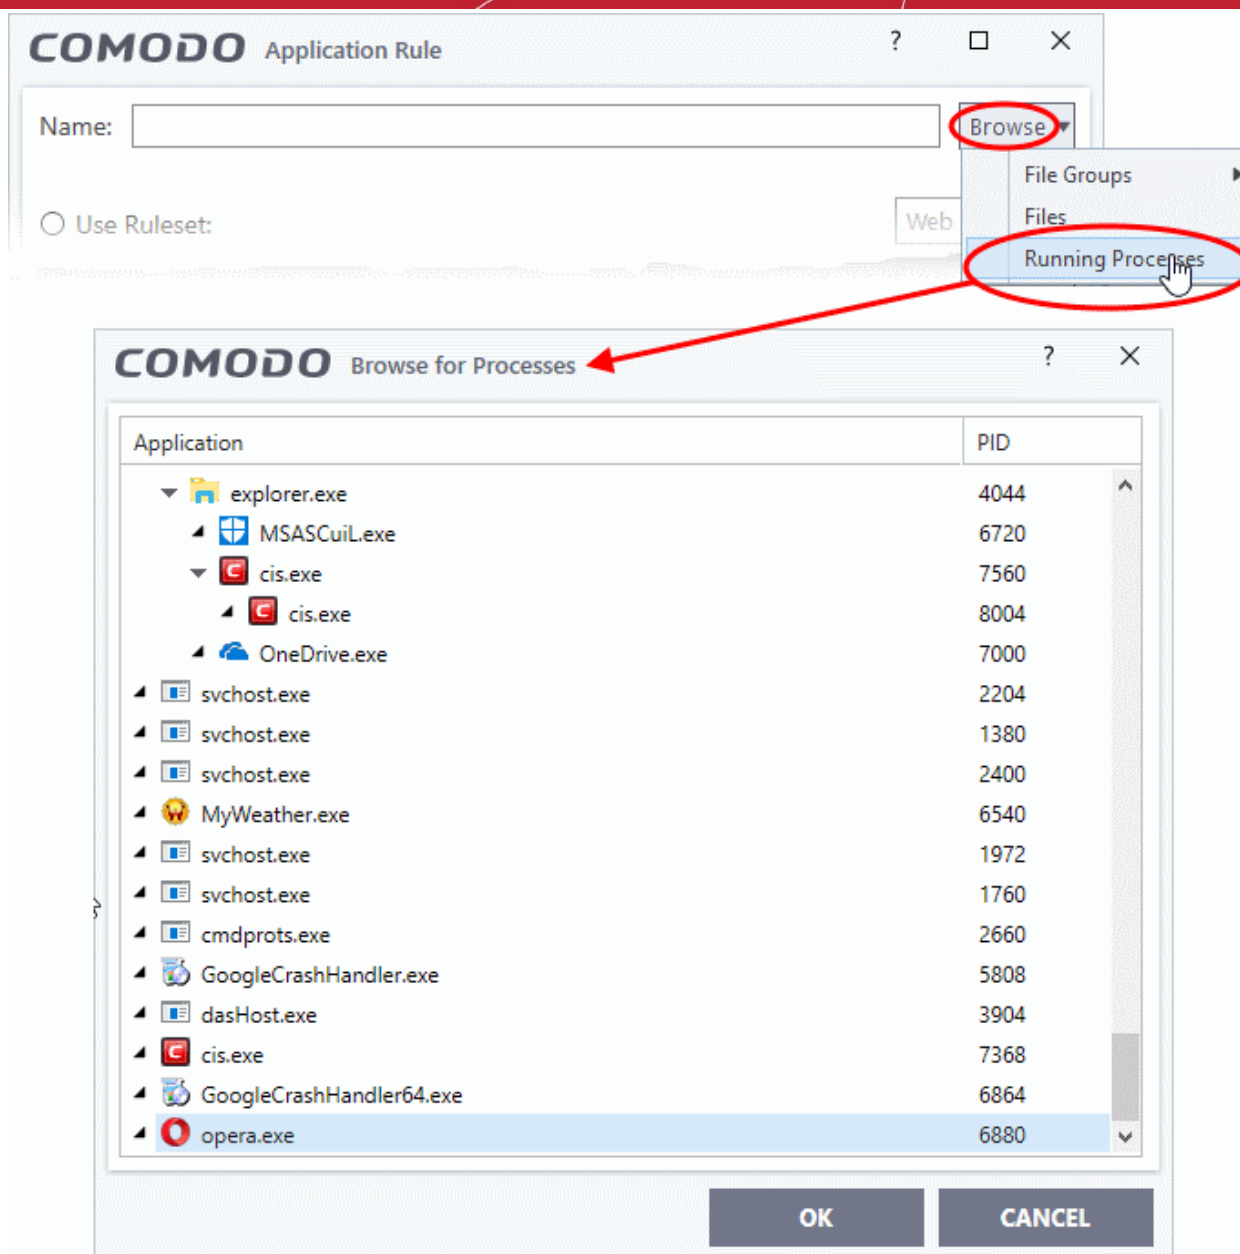 COMODO Application Rule ?
Name: Browse
File Groups
Use Ruleset: Web Files
Running Processes
COMODO Browse for Processes ?
Application PID
explorer.exe 4044
MSASCuiL.exe 6720
cis.exe 7560
cis.exe 8004
OneDrive.exe 7000
svchost.exe 2204
svchost.exe 1380
svchost.exe 2400
MyWeather.exe 6540
svchost.exe 1972
svchost.exe 1760
cmdprots.exe 2660
GoogleCrashHandler.exe 5808
dasHost.exe 3904
cis.exe 7368
GoogleCrashHandler64.exe 6864
opera.exe 6880
OK CANCEL